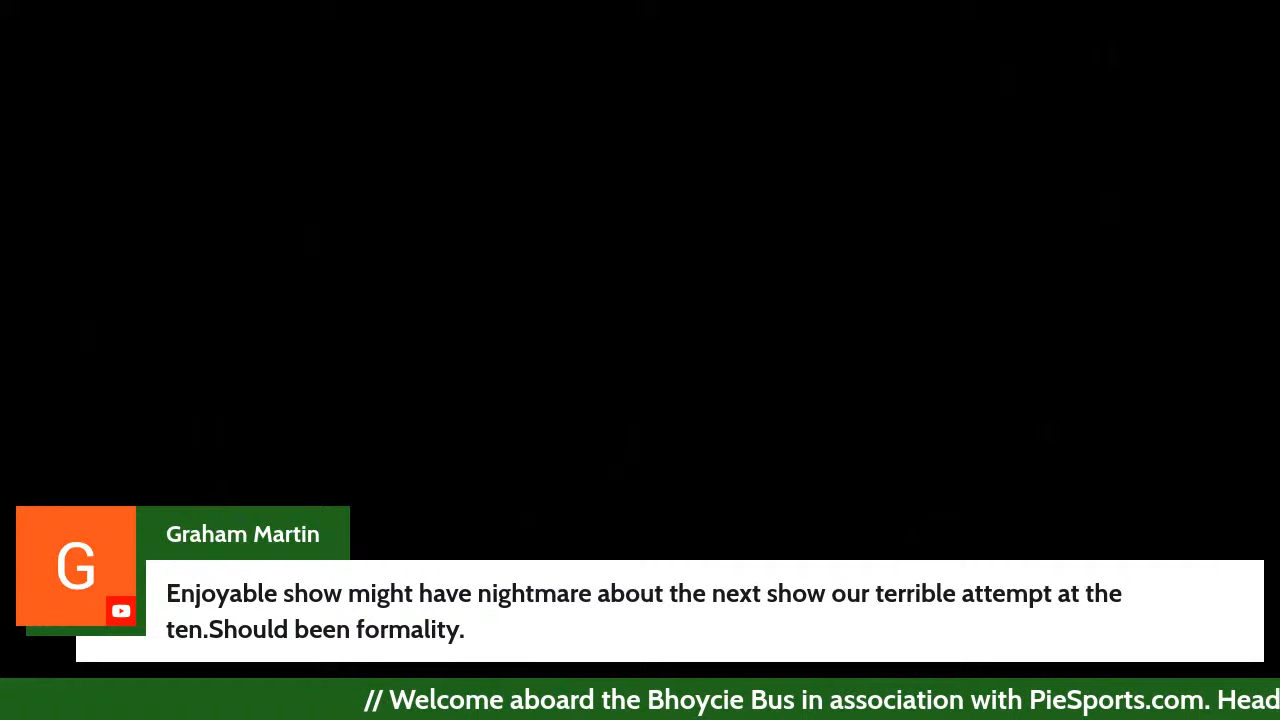 G
Graham Martin
Enjoyable show might have nightmare about the next show our terrible attempt at the
ten.Should been formality.
// Welcome aboard the Bhoycie Bus in association with PieSports.com. Head